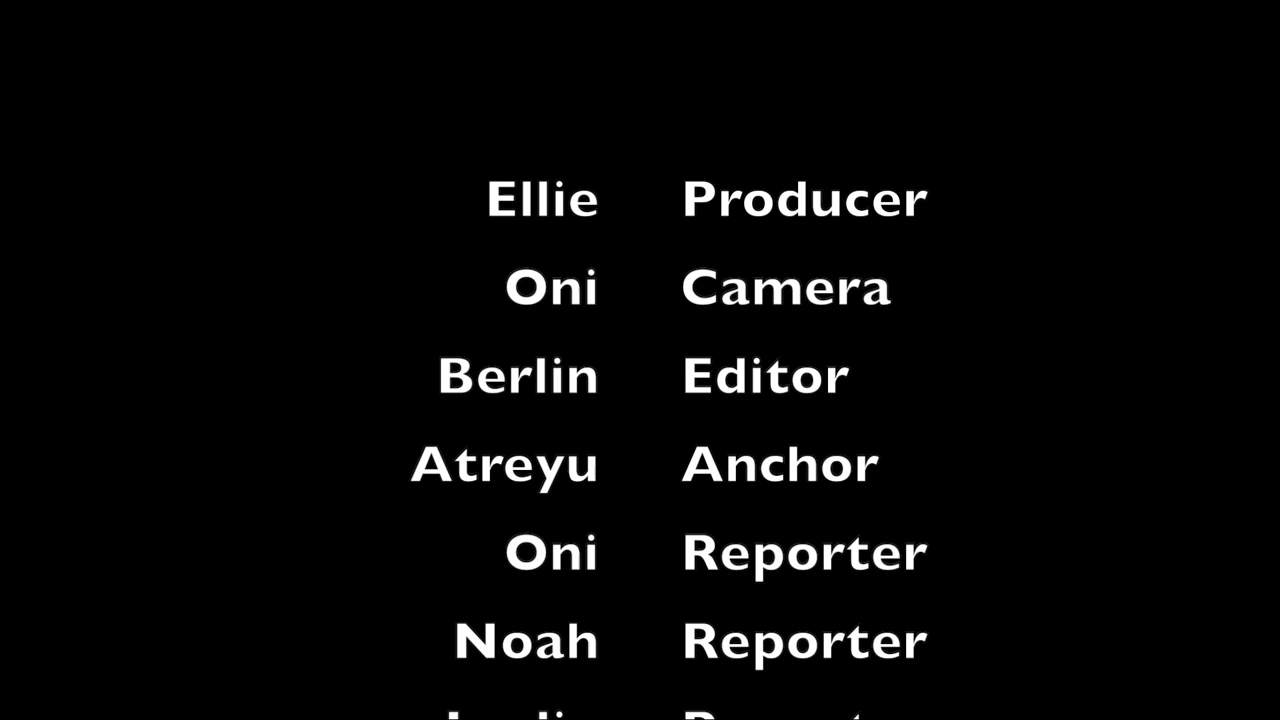 Ellie Producer
Oni Camera
Berlin Editor
Atreyu Anchor
Oni Reporter
Noah Reporter